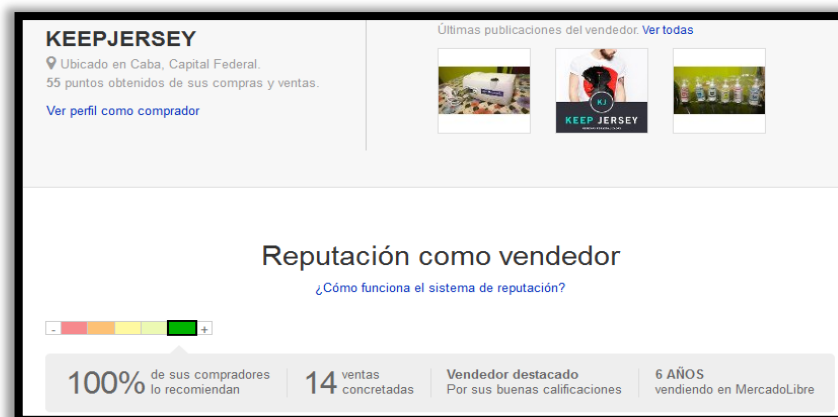 KEEPJERSEY
Ubicado en Caba, Capital Federal.
55 puntos obtenidos de sus compras y ventas.
Ver perfil como comprador
Últimas publicaciones del vendedor. Ver todas
KJ
KEEP JERSEY
Reputación como vendedor
¿Cómo funciona el sistema de reputación?
- +
100% de sus compradores
lo recomiendan
14 ventas
concretadas
Vendedor destacado
Por sus buenas calificaciones
6 AÑOS
vendiendo en MercadoLibre